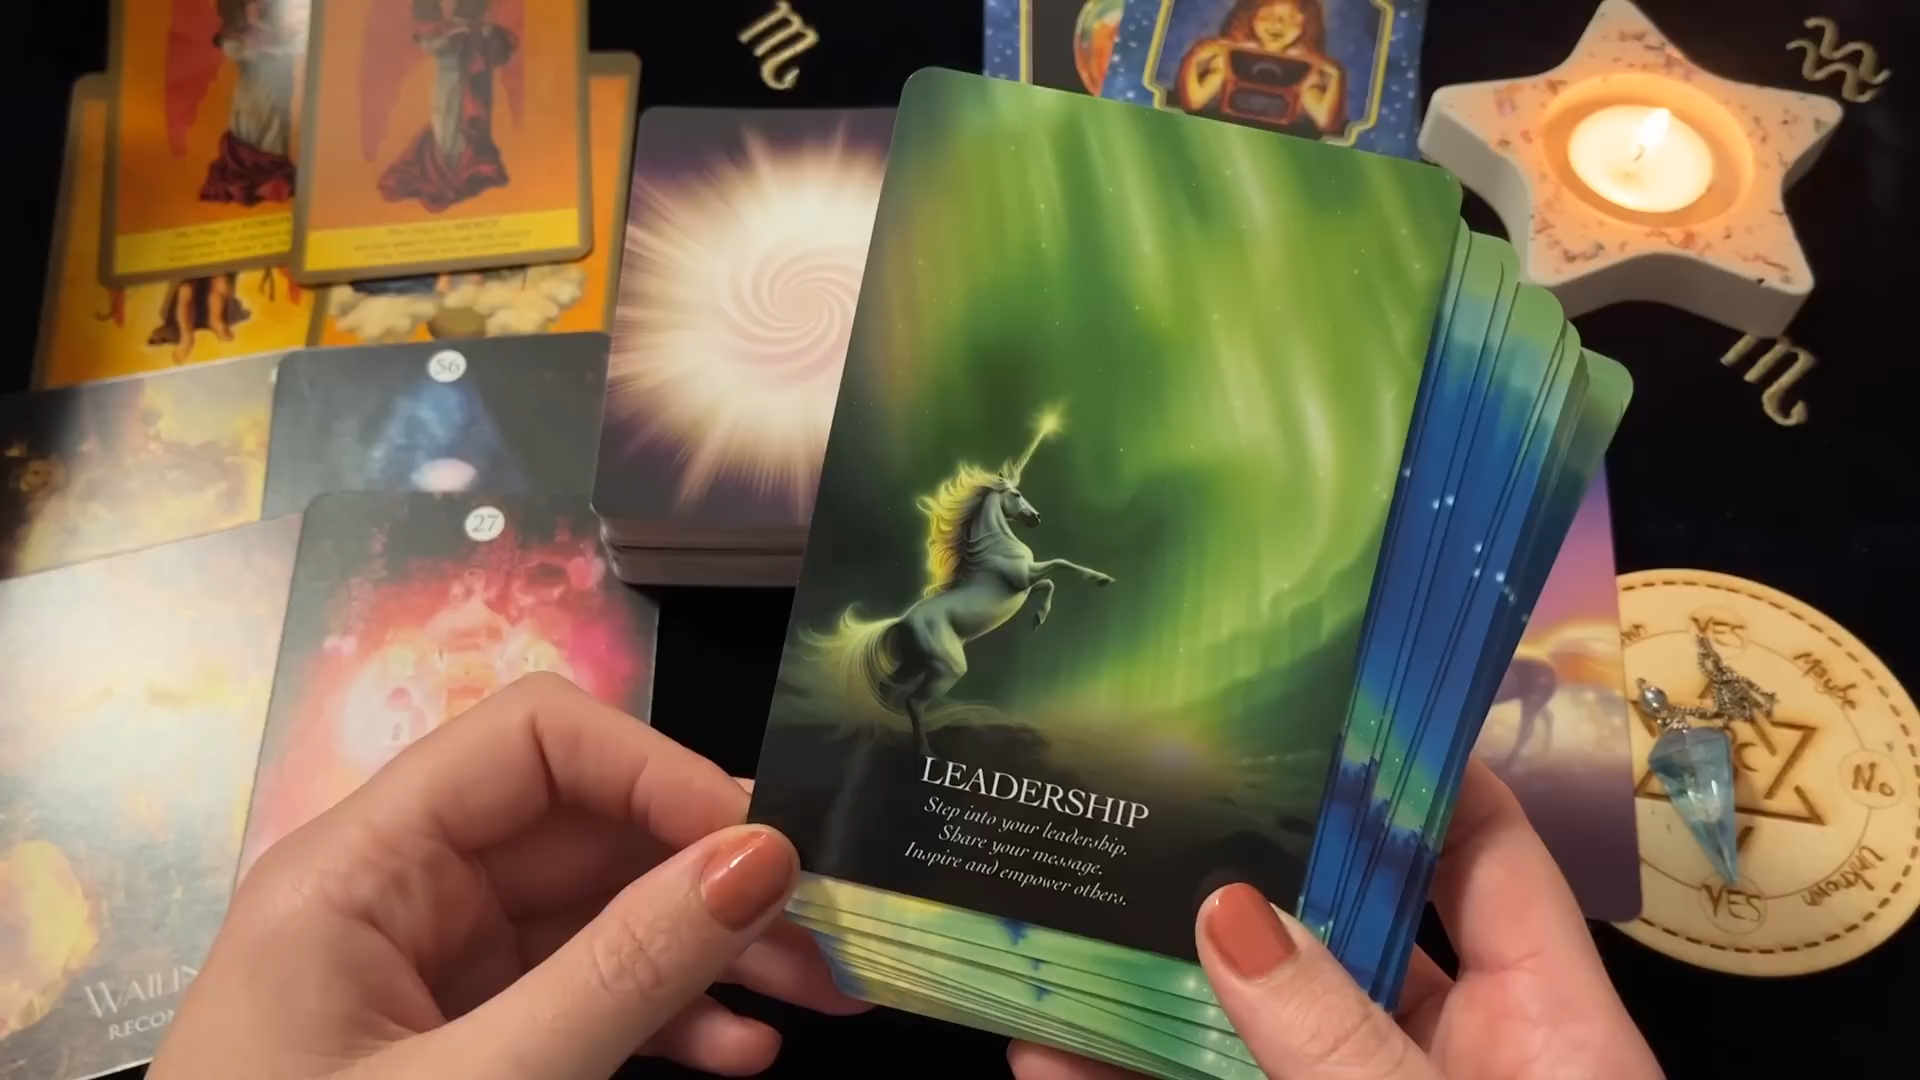 56
27
LEADERSHIP
Step into your leadership.
Share your message.
Inspire and empower others.
YES
Maybe
No
Unknown
YES
WAILIN
RECON